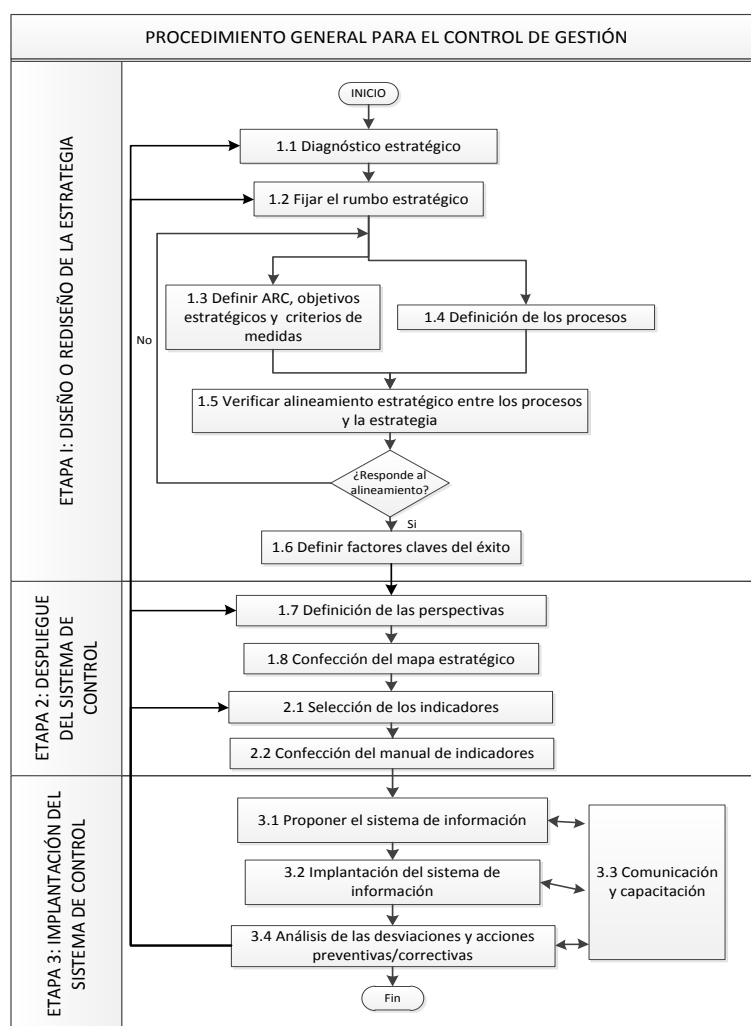 PROCEDIMIENTO GENERAL PARA EL CONTROL DE GESTIÓN
ETAPA I: DISEÑO O REDISEÑO DE LA ESTRATEGIA
INICIO
1.1 Diagnóstico estratégico
1.2 Fijar el rumbo estratégico
1.3 Definir ARC, objetivos
estratégicos y criterios de
medidas
1.4 Definición de los procesos
No
1.5 Verificar alineamiento estratégico entre los procesos
y la estrategia
¿Responde al
alineamiento?
Si
1.6 Definir factores claves del éxito
ETAPA 2: DESPLIEGUE
DEL SISTEMA DE
CONTROL
1.7 Definición de las perspectivas
1.8 Confección del mapa estratégico
2.1 Selección de los indicadores
2.2 Confección del manual de indicadores
ETAPA 3: IMPLANTACIÓN DEL
SISTEMA DE CONTROL
3.1 Proponer el sistema de información
3.2 Implantación del sistema de
información
3.3 Comunicación
y capacitación
3.4 Análisis de las desviaciones y acciones
preventivas/correctivas
Fin